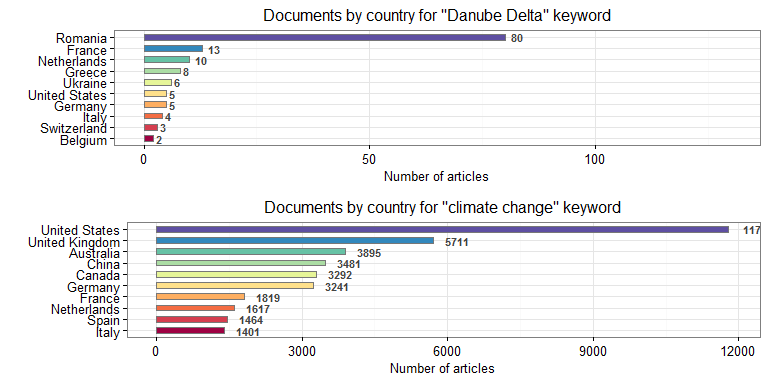 Documents by country for "Danube Delta" keyword
Romania 80
France 13
Netherlands 10
Greece 8
Ukraine 6
United States 5
Germany 5
Italy 4
Switzerland 3
Belgium 2
0 50 100
Number of articles
Documents by country for "climate change" keyword
United States 117
United Kingdom 5711
Australia 3895
China 3481
Canada 3292
Germany 3241
France 1819
Netherlands 1617
Spain 1464
Italy 1401
0 3000 6000 9000 12000
Number of articles